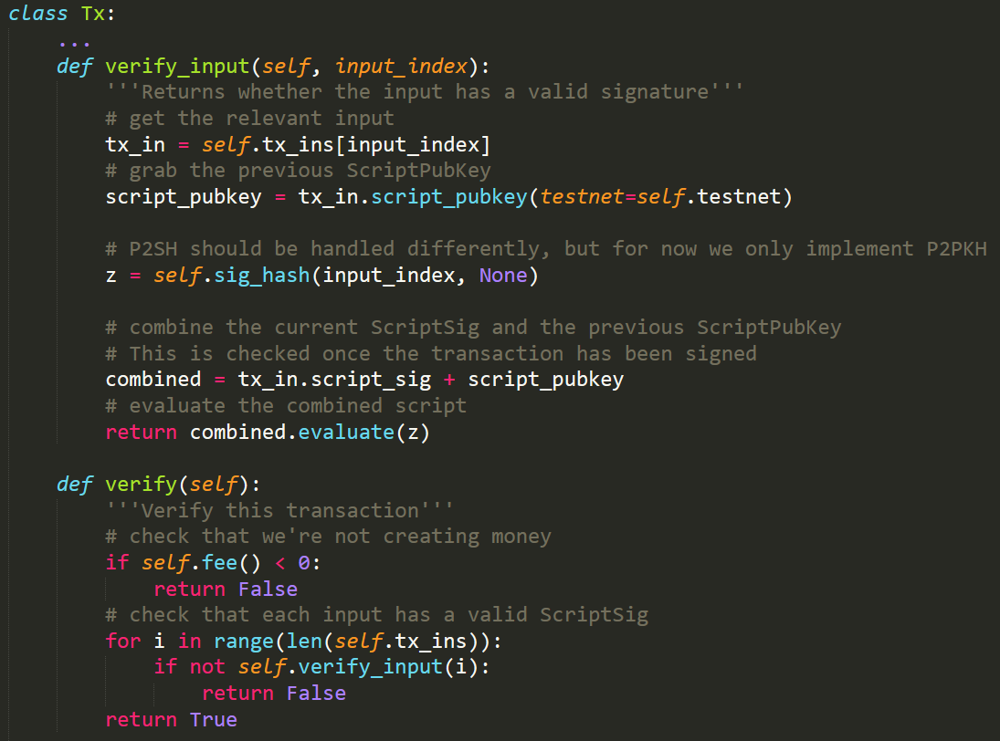 class Tx:
    ...
    def verify_input(self, input_index):
        '''Returns whether the input has a valid signature'''
        # get the relevant input
        tx_in = self.tx_ins[input_index]
        # grab the previous ScriptPubKey
        script_pubkey = tx_in.script_pubkey(testnet=self.testnet)

        # P2SH should be handled differently, but for now we only implement P2PKH
        z = self.sig_hash(input_index, None)

        # combine the current ScriptSig and the previous ScriptPubKey
        # This is checked once the transaction has been signed
        combined = tx_in.script_sig + script_pubkey
        # evaluate the combined script
        return combined.evaluate(z)

    def verify(self):
        '''Verify this transaction'''
        # check that we're not creating money
        if self.fee() < 0:
            return False
        # check that each input has a valid ScriptSig
        for i in range(len(self.tx_ins)):
            if not self.verify_input(i):
                return False
        return True